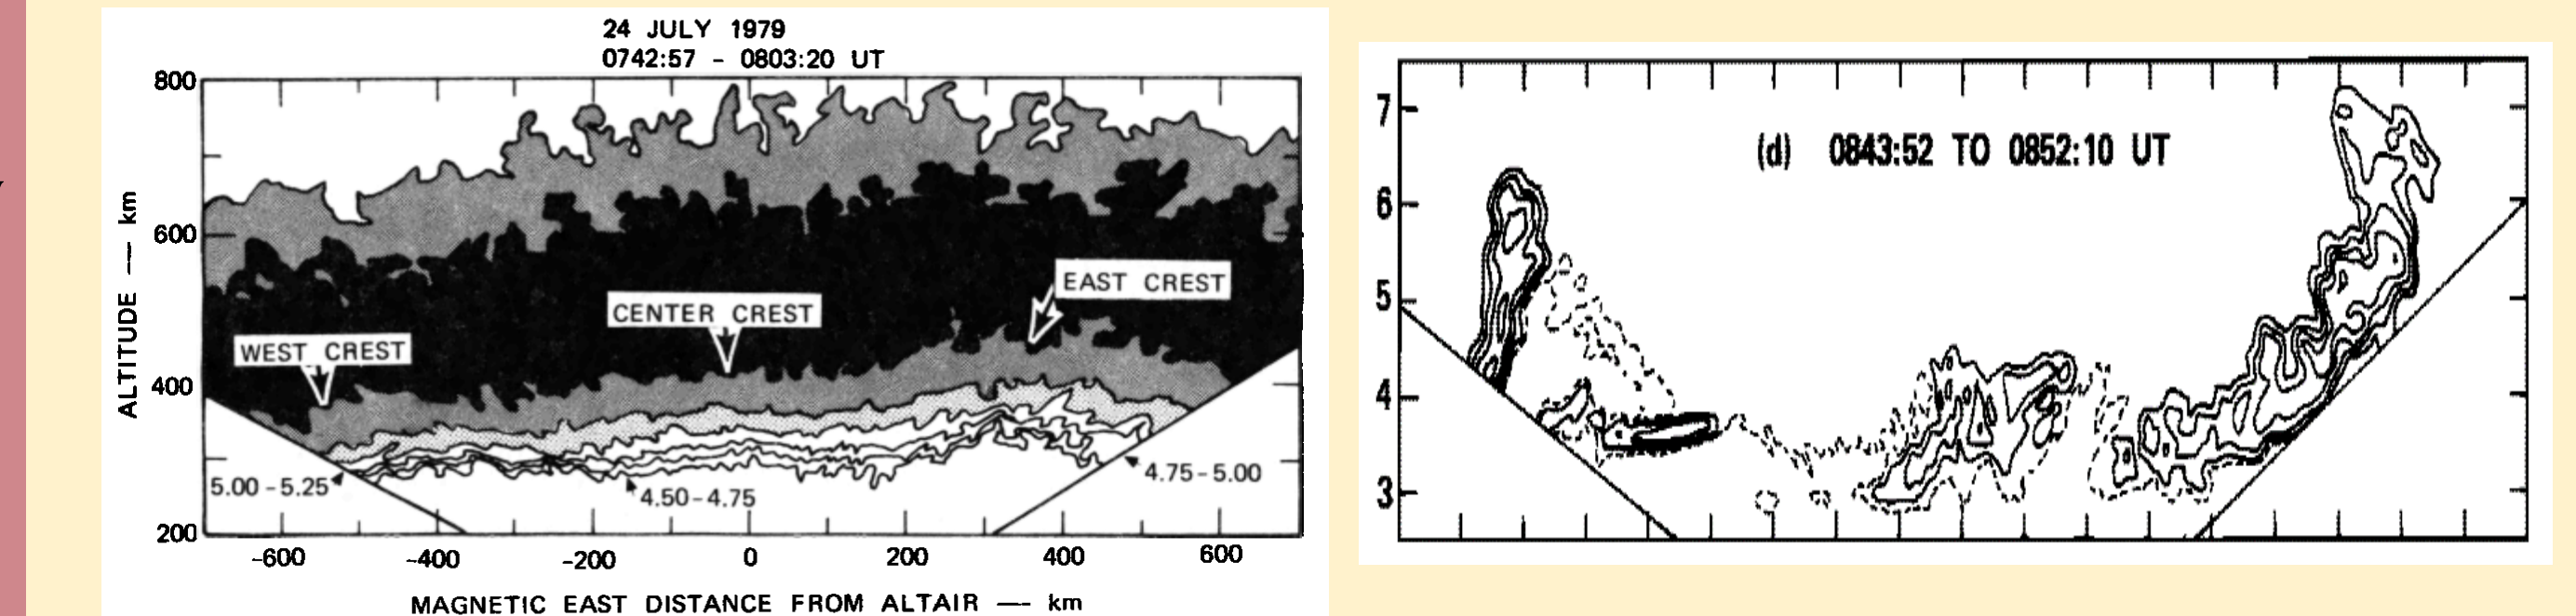 24 JULY 1979
0742:57 - 0803:20 UT
800
600
400
200
ALTITUDE — km
WEST CREST
CENTER CREST
EAST CREST
5.00-5.25
4.50-4.75
4.75-5.00
-600 -400 -200 0 200 400 600
MAGNETIC EAST DISTANCE FROM ALTAIR — km
(d) 0843:52 TO 0852:10 UT
7
6
5
4
3